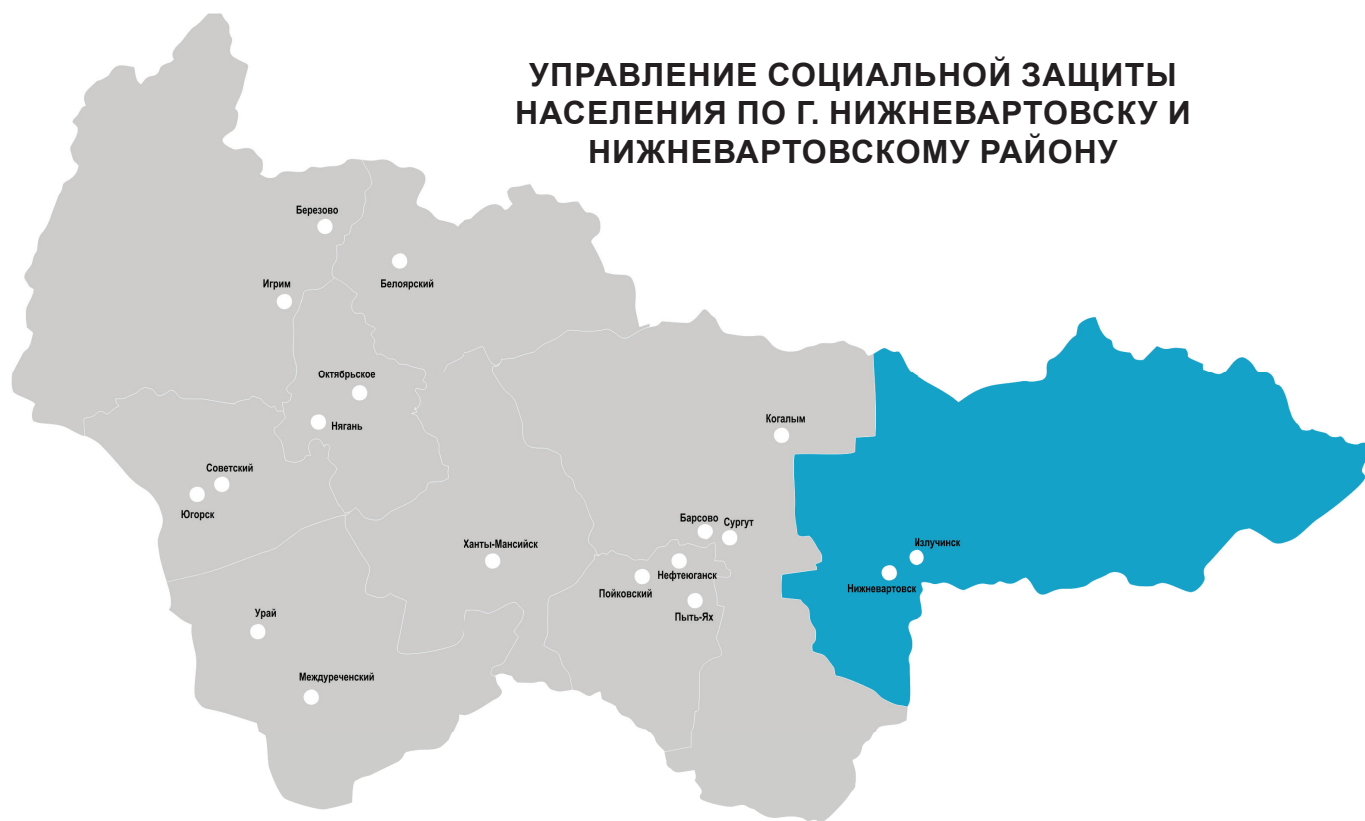 УПРАВЛЕНИЕ СОЦИАЛЬНОЙ ЗАЩИТЫ
НАСЕЛЕНИЯ ПО Г. НИЖНЕВАРТОВСКУ И
НИЖНЕВАРТОВСКОМУ РАЙОНУ
Березово
Белоярский
Игрим
Октябрьское
Нягань
Когалым
Советский
Югорск
Барсово
Сургут
Ханты-Мансийск
Излучинск
Нефтеюганск
Пойковский
Нижневартовск
Пыть-Ях
Урай
Междуреченский